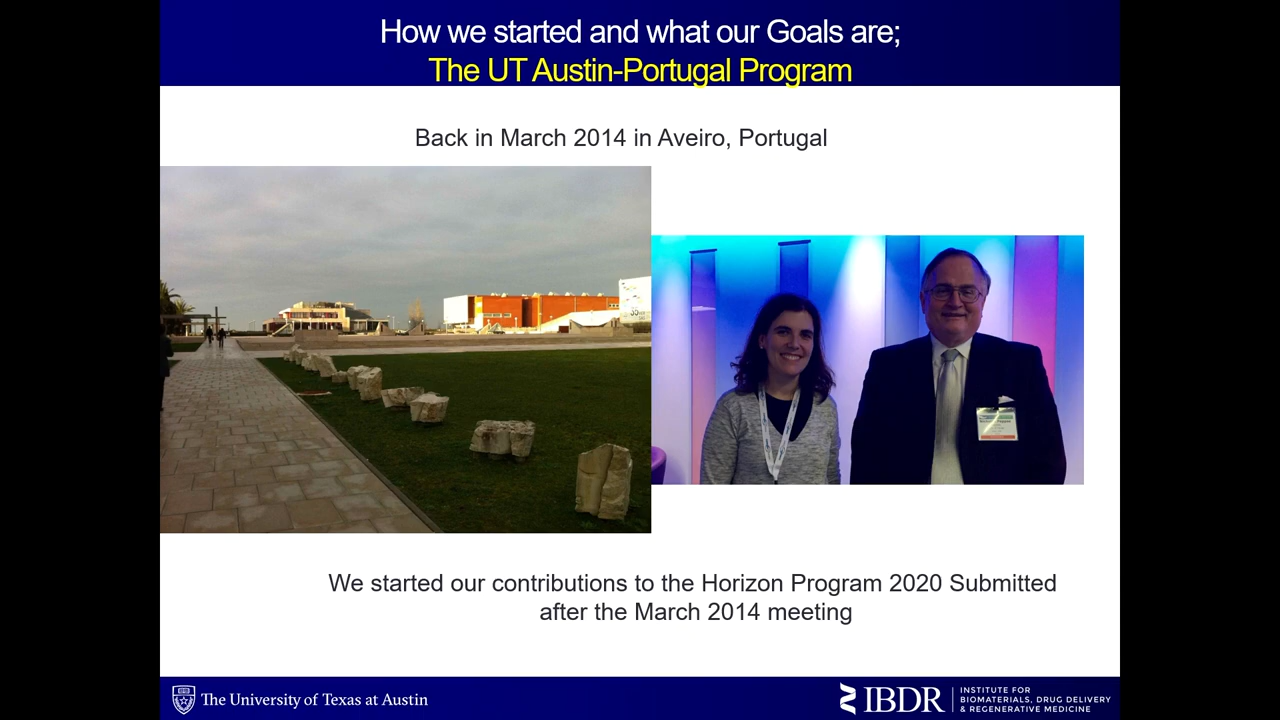 How we started and what our Goals are;
The UT Austin-Portugal Program
Back in March 2014 in Aveiro, Portugal
We started our contributions to the Horizon Program 2020 Submitted
after the March 2014 meeting
The University of Texas at Austin
IBDR
INSTITUTE FOR
BIOMATERIALS, DRUG DELIVERY
& REGENERATIVE MEDICINE